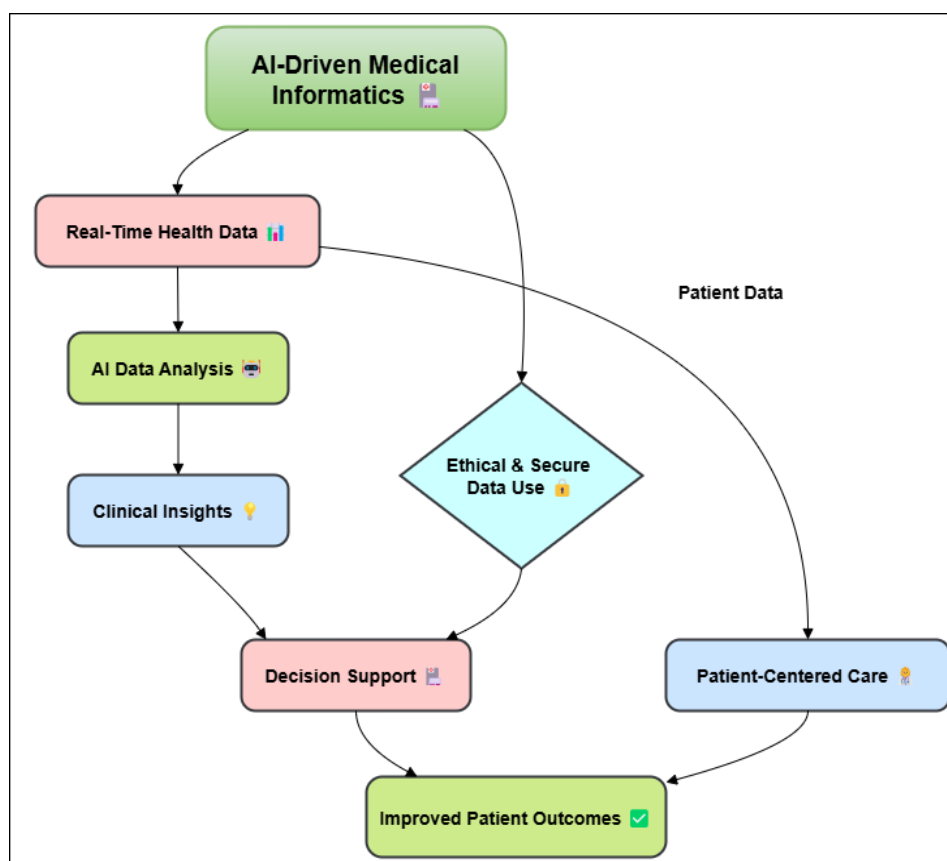 AI-Driven Medical
Informatics
Real-Time Health Data
Patient Data
AI Data Analysis
Ethical & Secure
Data Use
Clinical Insights
Decision Support
Patient-Centered Care
Improved Patient Outcomes